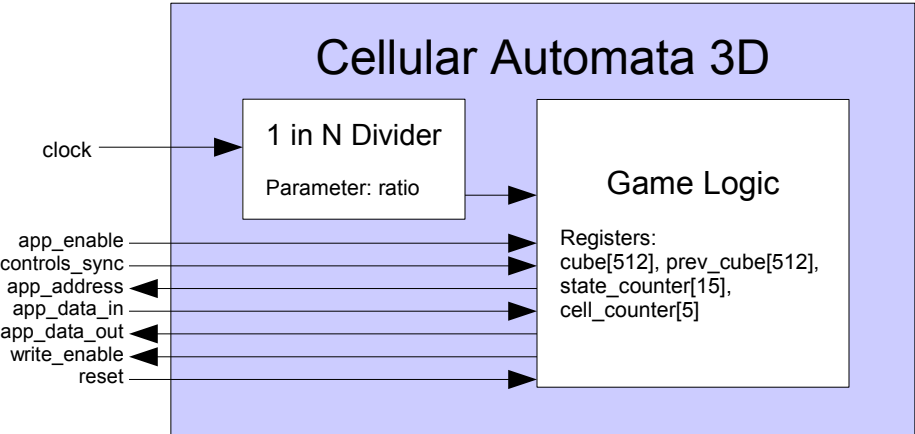 Cellular Automata 3D
1 in N Divider
Parameter: ratio
clock
Game Logic
Registers:
cube[512], prev_cube[512],
state_counter[15],
cell_counter[5]
app_enable
controls_sync
app_address
app_data_in
app_data_out
write_enable
reset